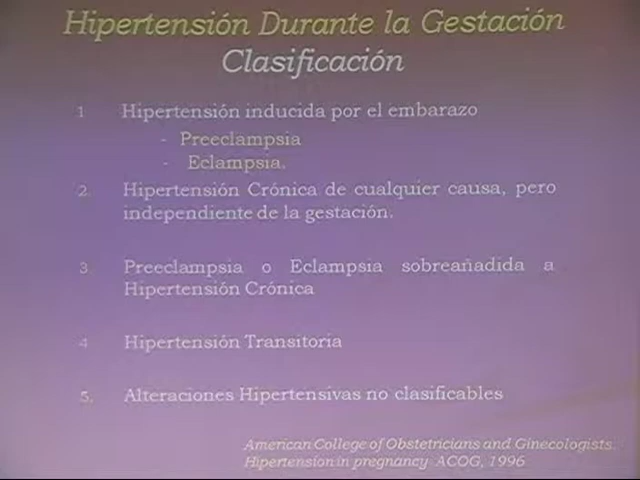 Hipertensión Durante la Gestación
Clasificación
1 Hipertensión inducida por el embarazo
- Preeclampsia
- Eclampsia.
2. Hipertensión Crónica de cualquier causa, pero
independiente de la gestación.
3. Preeclampsia o Eclampsia sobreañadida a
Hipertensión Crónica
4 Hipertensión Transitoria
5. Alteraciones Hipertensivas no clasificables
American College of Obstetricians and Ginecologists.
Hipertension in pregnancy ACOG, 1996